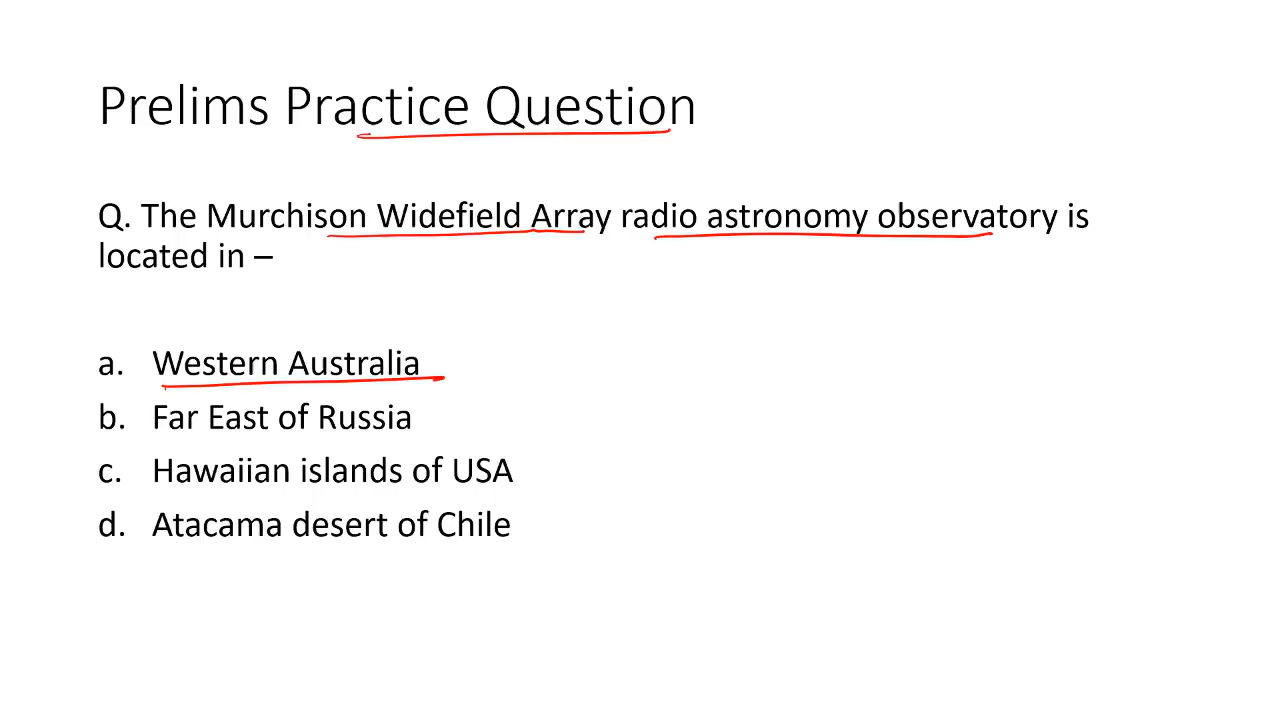 Prelims Practice Question
Q. The Murchison Widefield Array radio astronomy observatory is
located in –
a. Western Australia
b. Far East of Russia
c. Hawaiian islands of USA
d. Atacama desert of Chile